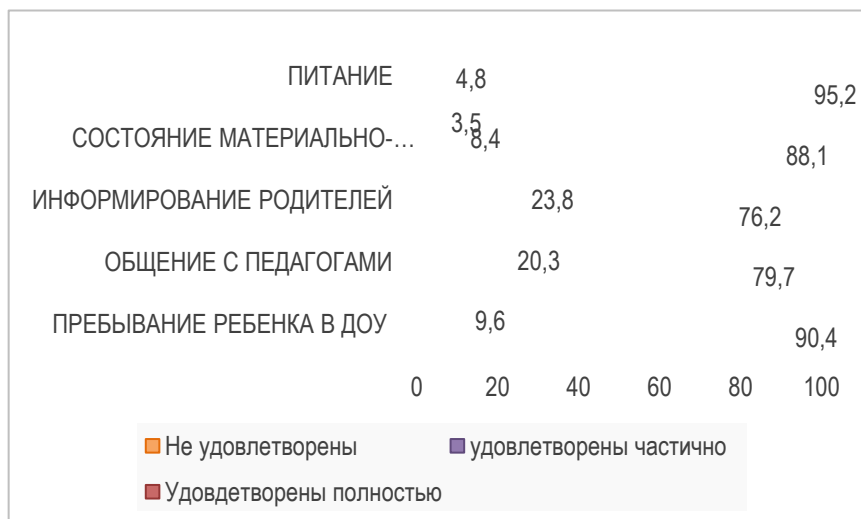 ПИТАНИЕ
4,8
95,2
3,5
СОСТОЯНИЕ МАТЕРИАЛЬНО-…
8,4
88,1
ИНФОРМИРОВАНИЕ РОДИТЕЛЕЙ
23,8
76,2
ОБЩЕНИЕ С ПЕДАГОГАМИ
20,3
79,7
ПРЕБЫВАНИЕ РЕБЕНКА В ДОУ
9,6
90,4
0 20 40 60 80 100
Не удовлетворены
удовлетворены частично
Удовдетворены полностью